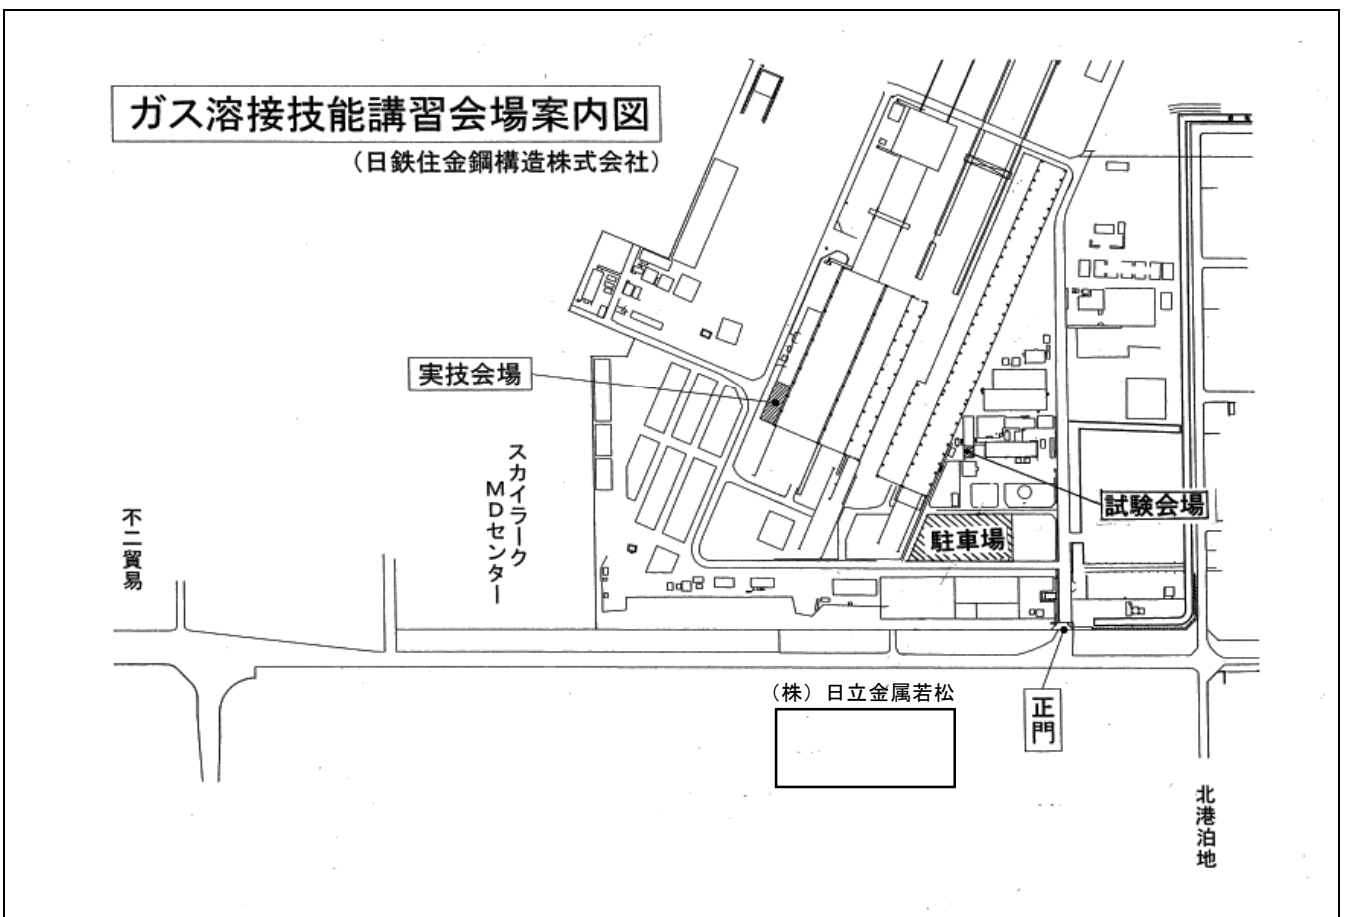 ガス溶接技能講習会場案内図
（日鉄住金鋼構造株式会社）
実技会場
スカイラーク
MDセンター
不二貿易
試験会場
駐車場
（株）日立金属若松
正門
北港泊地